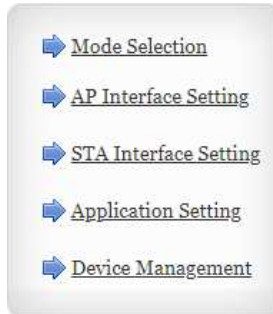 Mode Selection
AP Interface Setting
STA Interface Setting
Application Setting
Device Management